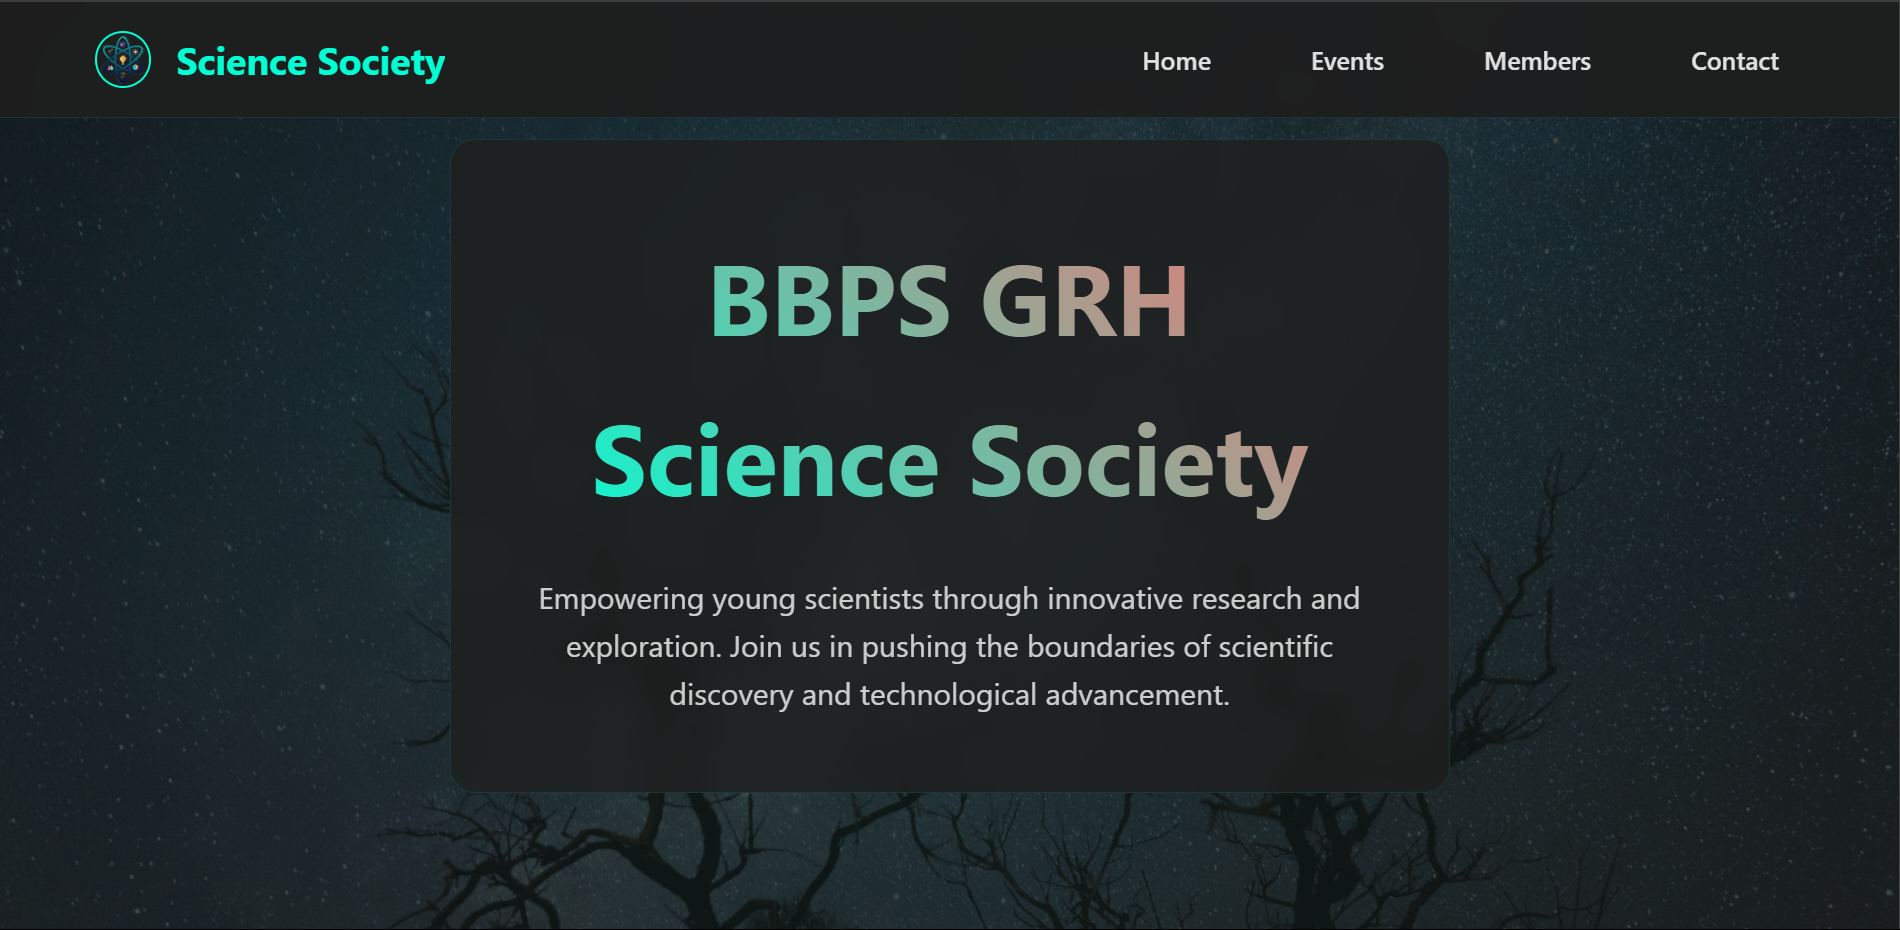 Science Society
Home
Events
Members
Contact
BBPS GRH
Science Society
Empowering young scientists through innovative research and
exploration. Join us in pushing the boundaries of scientific
discovery and technological advancement.